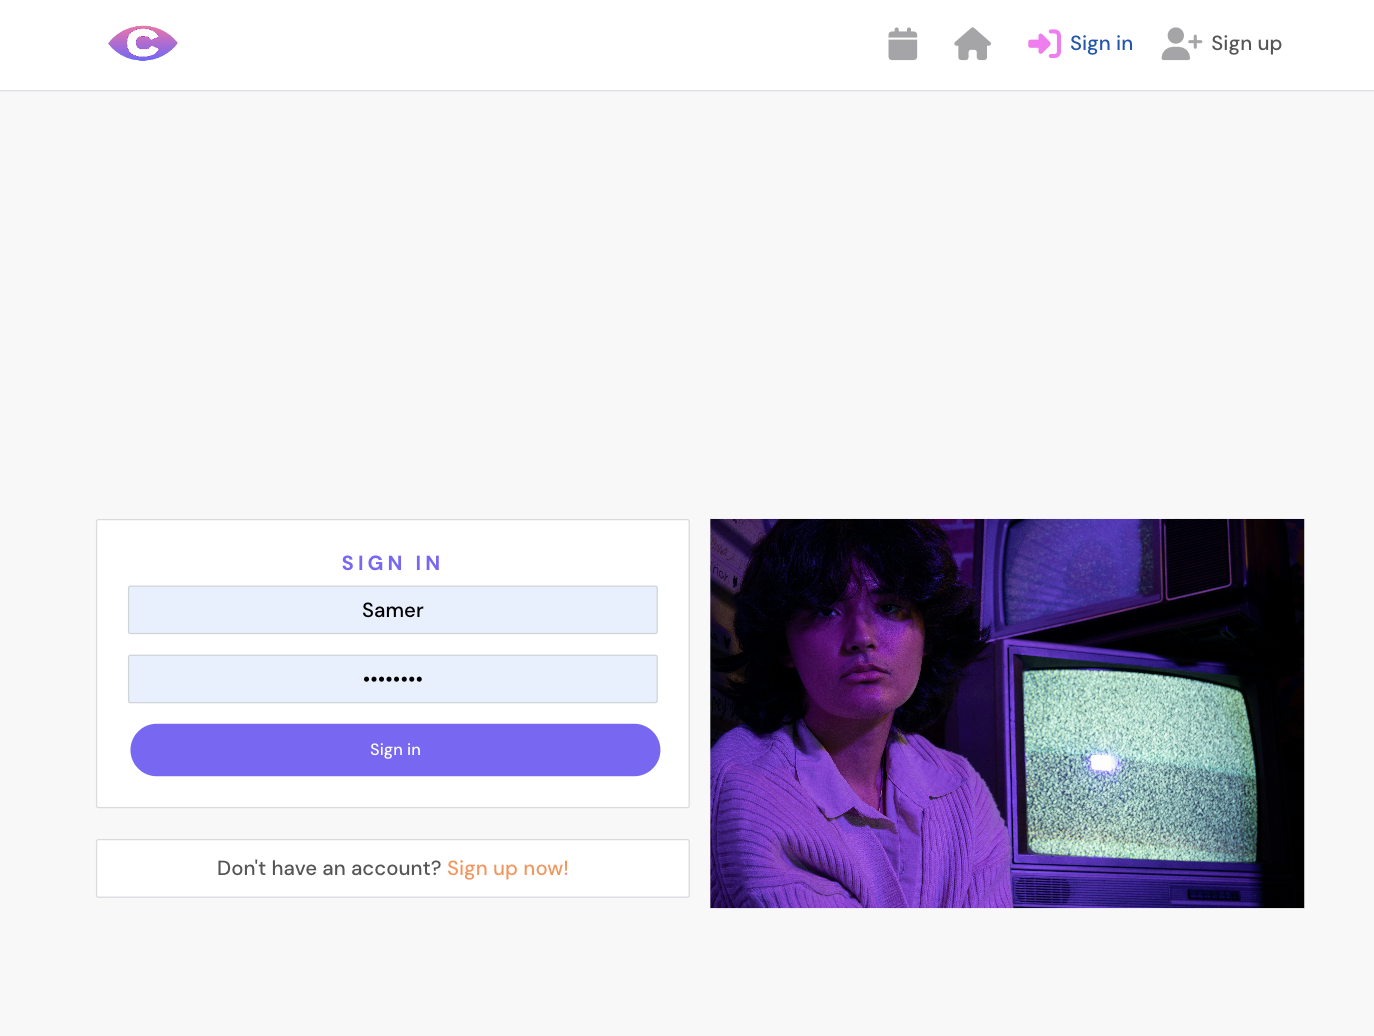 C
Sign in
Sign up
SIGN IN
Samer
••••••••
Sign in
Don't have an account? Sign up now!